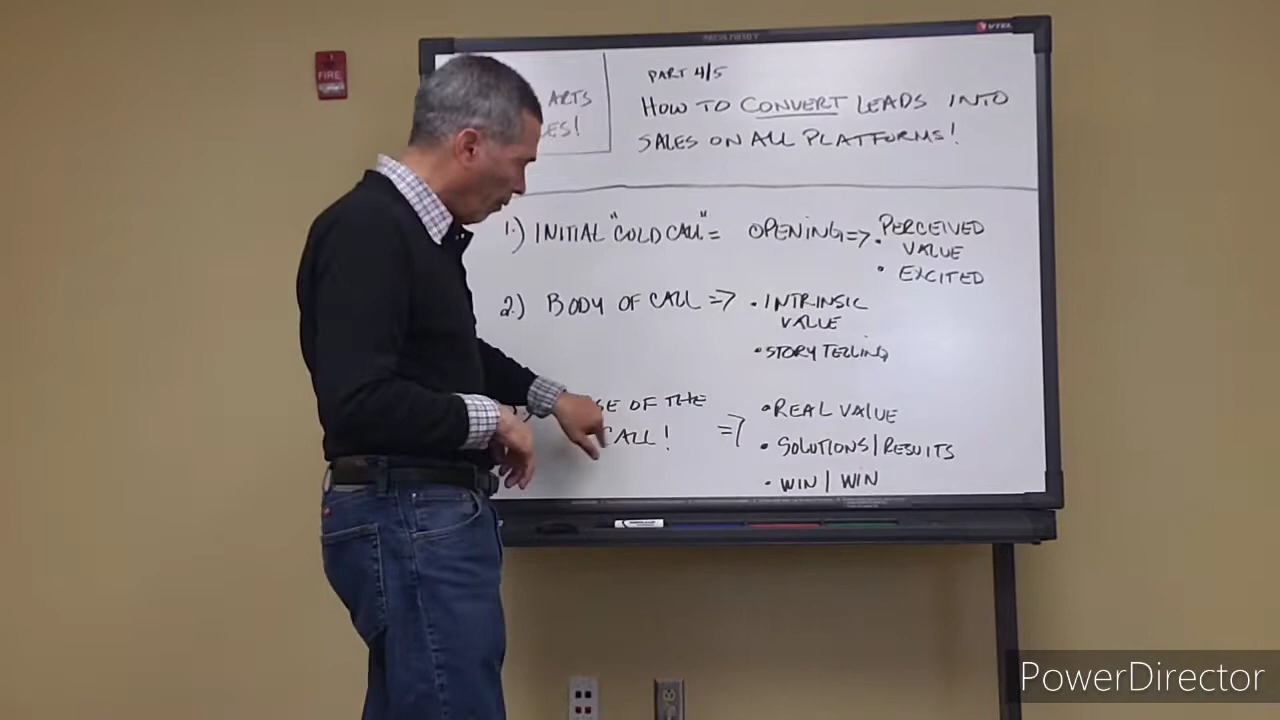 VTEL
FIRE
ARTS
ES!
PART 4/5
HOW TO CONVERT LEADS INTO
SALES ON ALL PLATFORMS!
1.) INITIAL "COLD CALL" = OPENING => • PERCEIVED
VALUE
• EXCITED
2.) BODY OF CALL => • INTRINSIC
VALUE
• STORY TELLING
SE OF THE
CALL! =>
• REAL VALUE
• SOLUTIONS/RESULTS
• WIN / WIN
PowerDirector